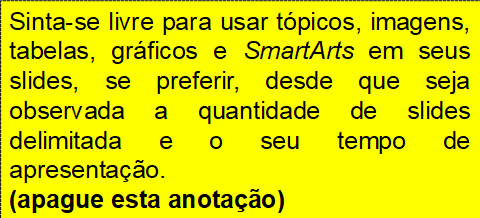 Sinta-se livre para usar tópicos, imagens,
tabelas, gráficos e SmartArts em seus
slides, se preferir, desde que seja
observada a quantidade de slides
delimitada e o seu tempo de
apresentação.
(apague esta anotação)